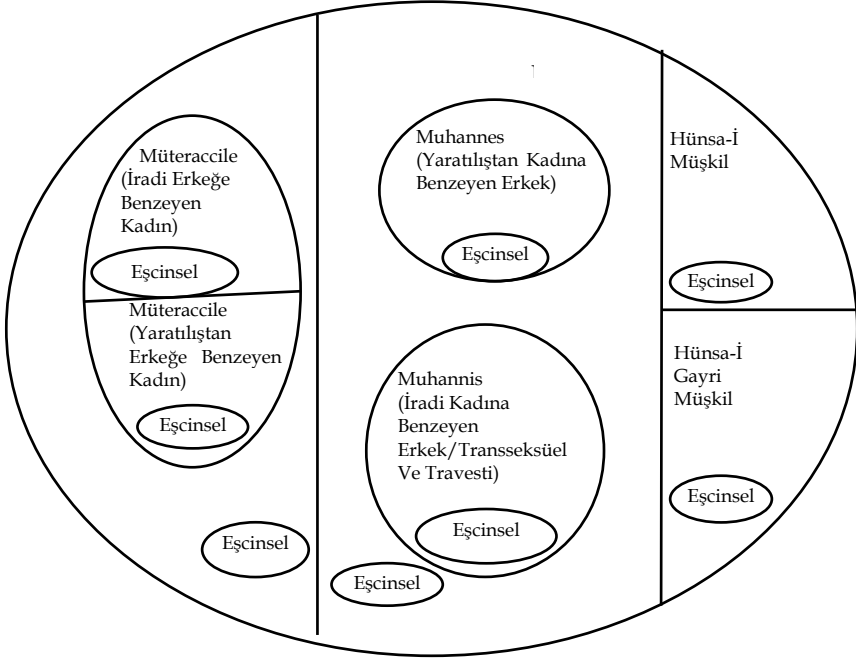 Müteraccile
(İradi Erkeğe
Benzeyen
Kadın)
Eşcinsel
Müteraccile
(Yaratılıştan
Erkeğe Benzeyen
Kadın)
Eşcinsel
Eşcinsel
Muhannes
(Yaratılıştan Kadına
Benzeyen Erkek)
Eşcinsel
Muhannis
(İradi Kadına
Benzeyen
Erkek/Transseksüel
Ve Travesti)
Eşcinsel
Eşcinsel
Hünsa-İ
Müşkil
Eşcinsel
Hünsa-İ
Gayri
Müşkil
Eşcinsel